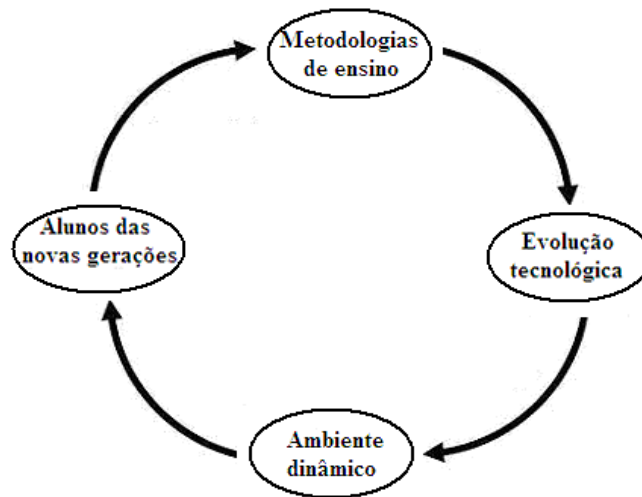 Metodologias
de ensino
Alunos das
novas gerações
Evolução
tecnológica
Ambiente
dinâmico